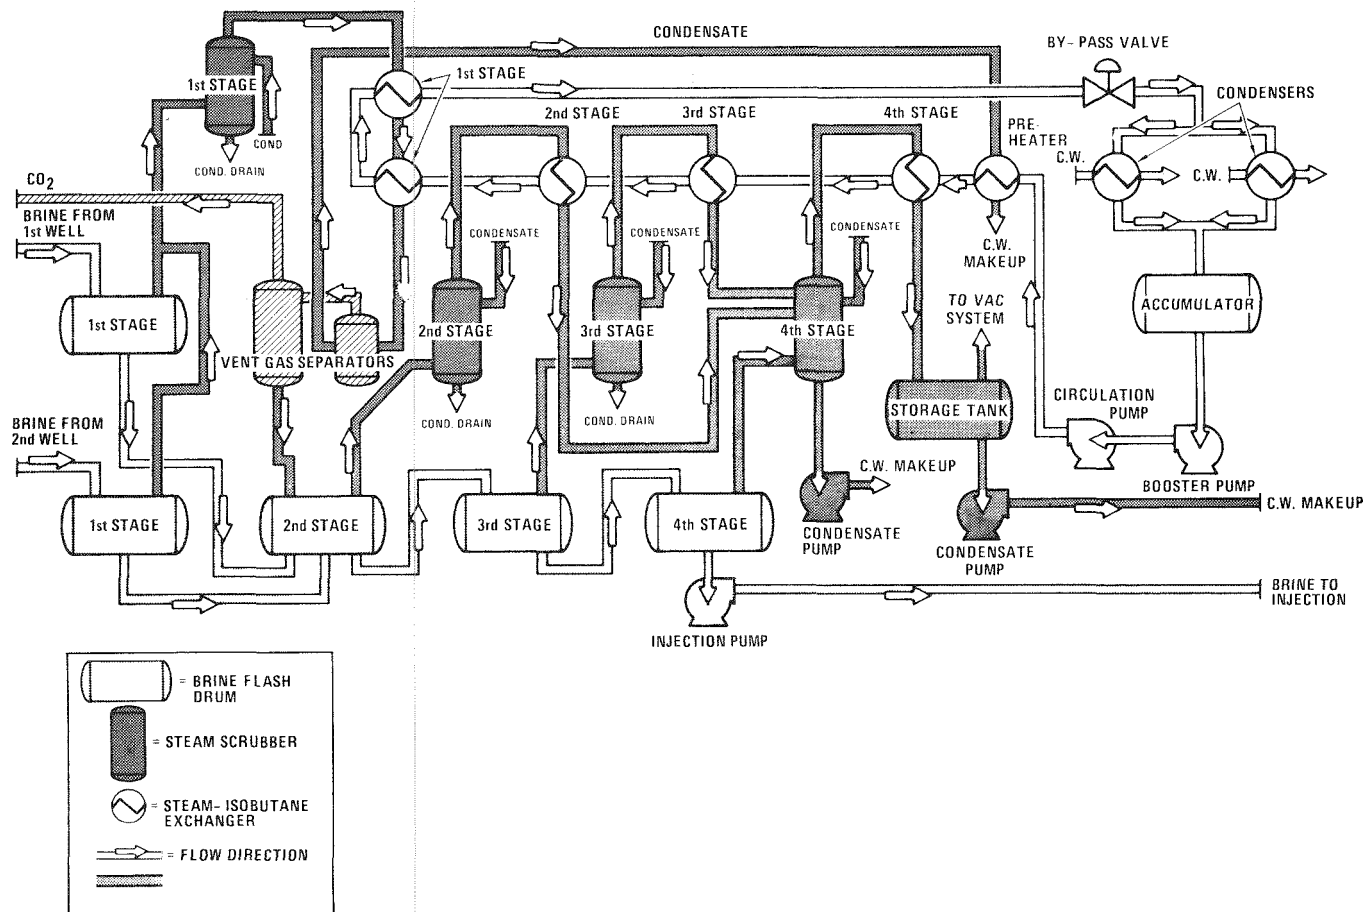 CONDENSATE
BY-PASS VALVE
1st STAGE
1st STAGE
2nd STAGE
3rd STAGE
4th STAGE
PRE-
HEATER
CONDENSERS
COND
COND. DRAIN
C.W.
C.W.
CO2
BRINE FROM
1st WELL
CONDENSATE
CONDENSATE
CONDENSATE
C.W.
MAKEUP
TO VAC
SYSTEM
ACCUMULATOR
1st STAGE
2nd STAGE
3rd STAGE
4th STAGE
VENT GAS SEPARATORS
CIRCULATION
PUMP
STORAGE TANK
BRINE FROM
2nd WELL
COND. DRAIN
COND. DRAIN
C.W. MAKEUP
BOOSTER PUMP
C.W. MAKEUP
1st STAGE
2nd STAGE
3rd STAGE
4th STAGE
CONDENSATE
PUMP
CONDENSATE
PUMP
BRINE TO
INJECTION
INJECTION PUMP
= BRINE FLASH
DRUM
= STEAM SCRUBBER
= STEAM-ISOBUTANE
EXCHANGER
= FLOW DIRECTION